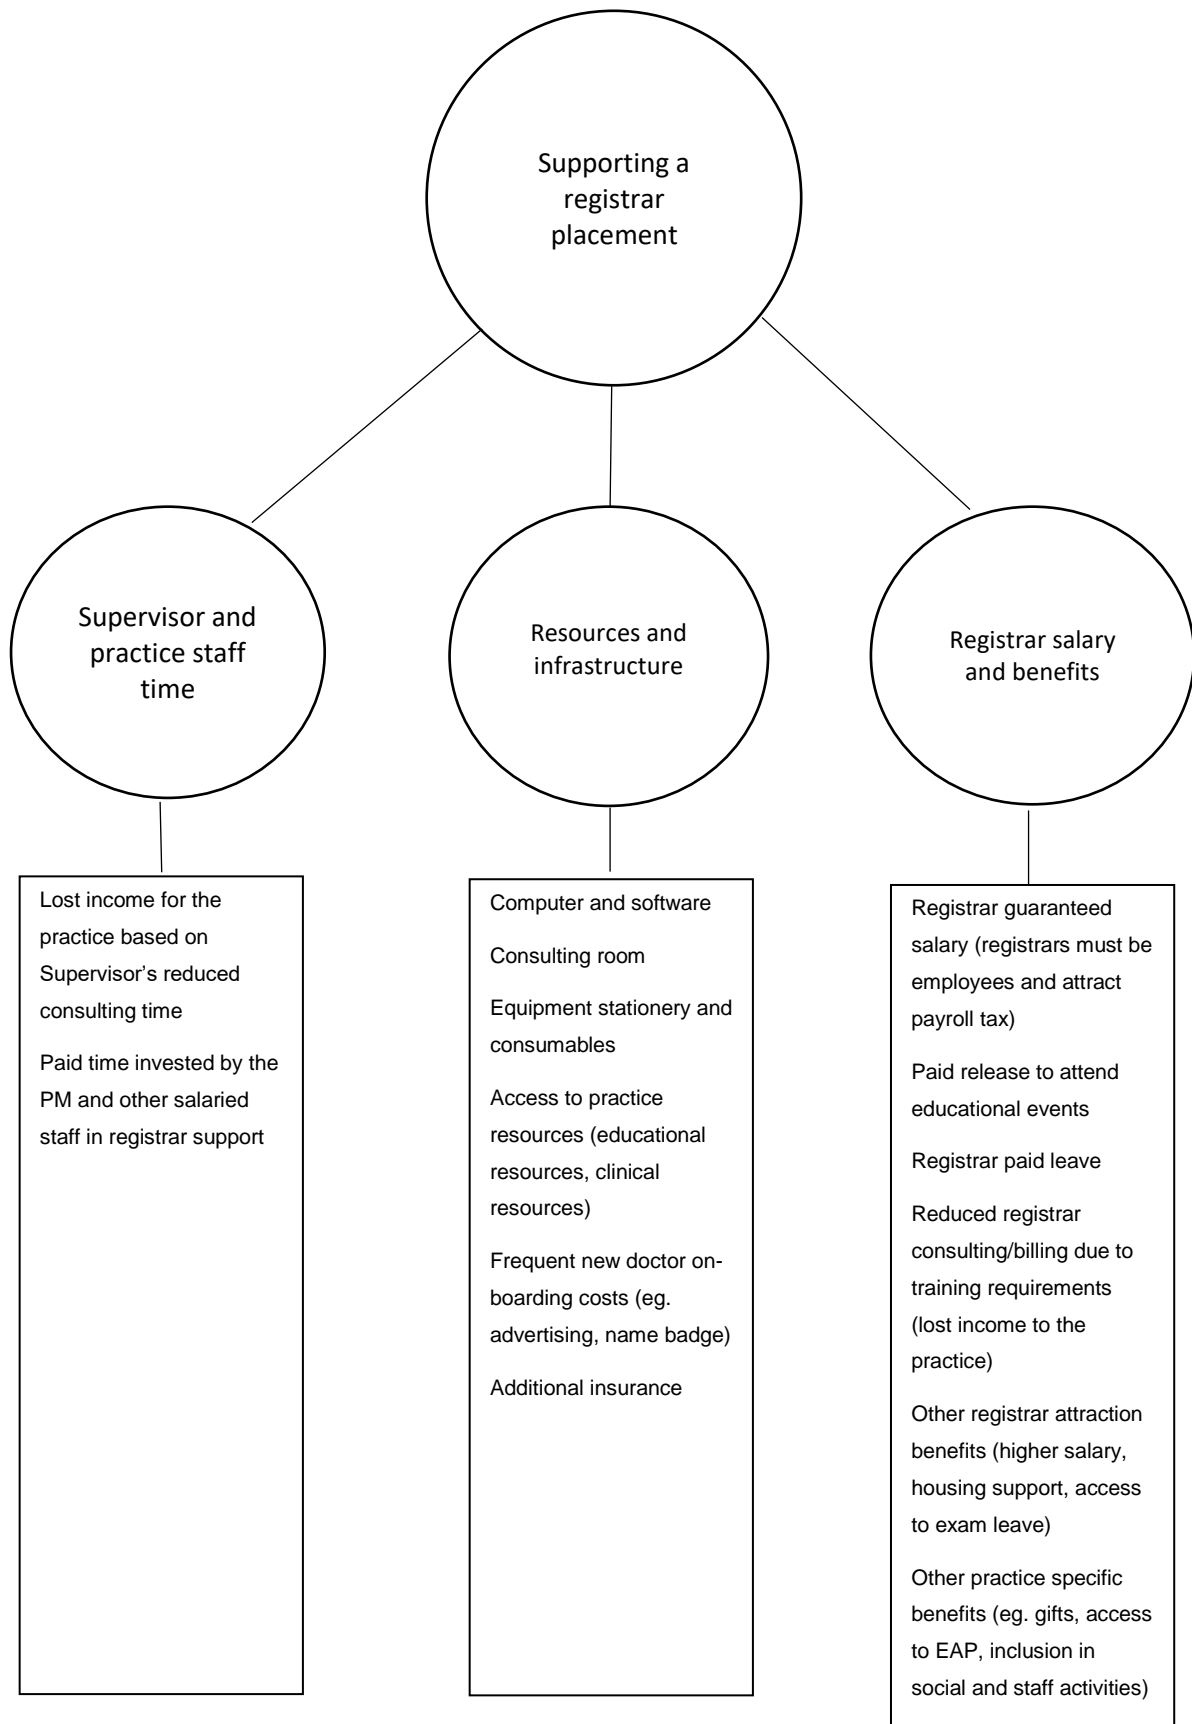 Supporting a
registrar
placement
Supervisor and
practice staff
time
Resources and
infrastructure
Registrar salary
and benefits
Lost income for the
practice based on
Supervisor’s reduced
consulting time
Paid time invested by the
PM and other salaried
staff in registrar support
Computer and software
Consulting room
Equipment stationery and
consumables
Access to practice
resources (educational
resources, clinical
resources)
Frequent new doctor on-
boarding costs (eg.
advertising, name badge)
Additional insurance
Registrar guaranteed
salary (registrars must be
employees and attract
payroll tax)
Paid release to attend
educational events
Registrar paid leave
Reduced registrar
consulting/billing due to
training requirements
(lost income to the
practice)
Other registrar attraction
benefits (higher salary,
housing support, access
to exam leave)
Other practice specific
benefits (eg. gifts, access
to EAP, inclusion in
social and staff activities)